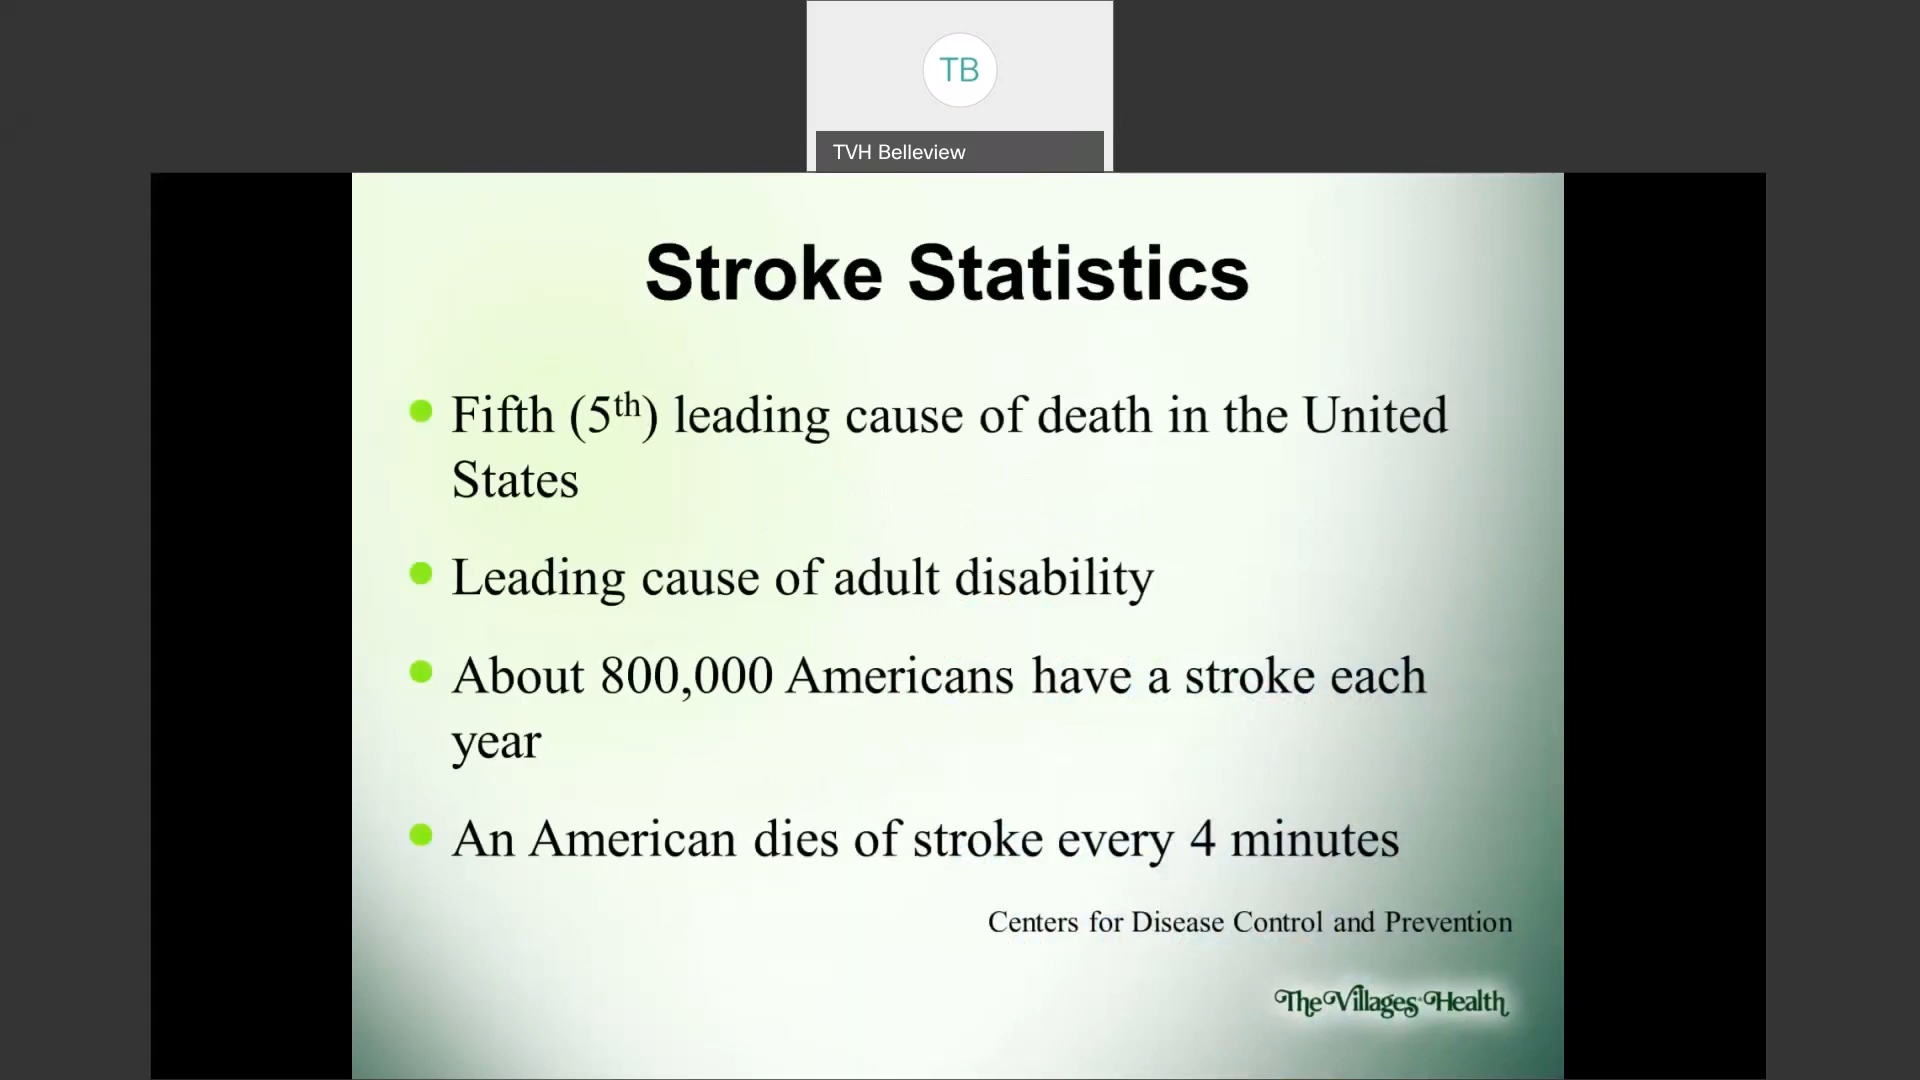 TB
TVH Belleview
Stroke Statistics
Fifth (5th) leading cause of death in the United
States
Leading cause of adult disability
About 800,000 Americans have a stroke each
year
An American dies of stroke every 4 minutes
Centers for Disease Control and Prevention
The Villages Health